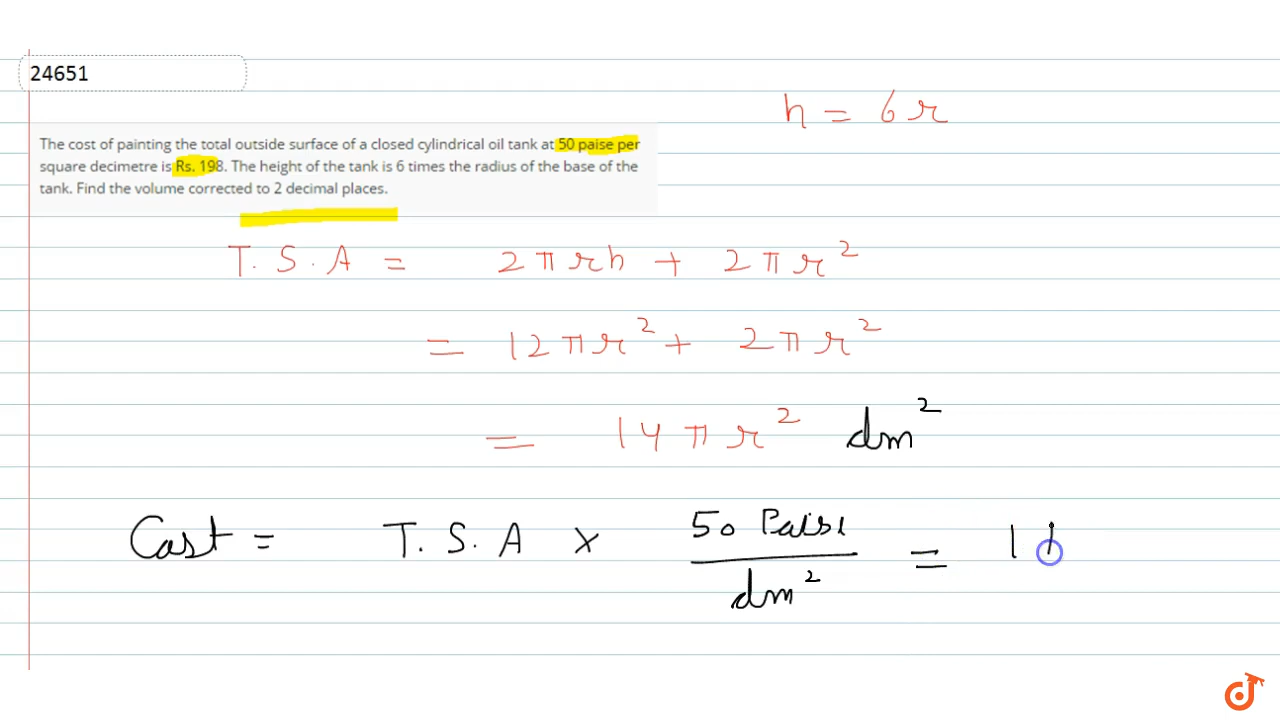 24651
h = 6r
The cost of painting the total outside surface of a closed cylindrical oil tank at 50 paise per
square decimetre is Rs. 198. The height of the tank is 6 times the radius of the base of the
tank. Find the volume corrected to 2 decimal places.
T. S. A = 2πrh + 2πr²
= 12πr² + 2πr²
= 14πr² dm²
Cost = T. S. A × 50 Paise / dm² = 11